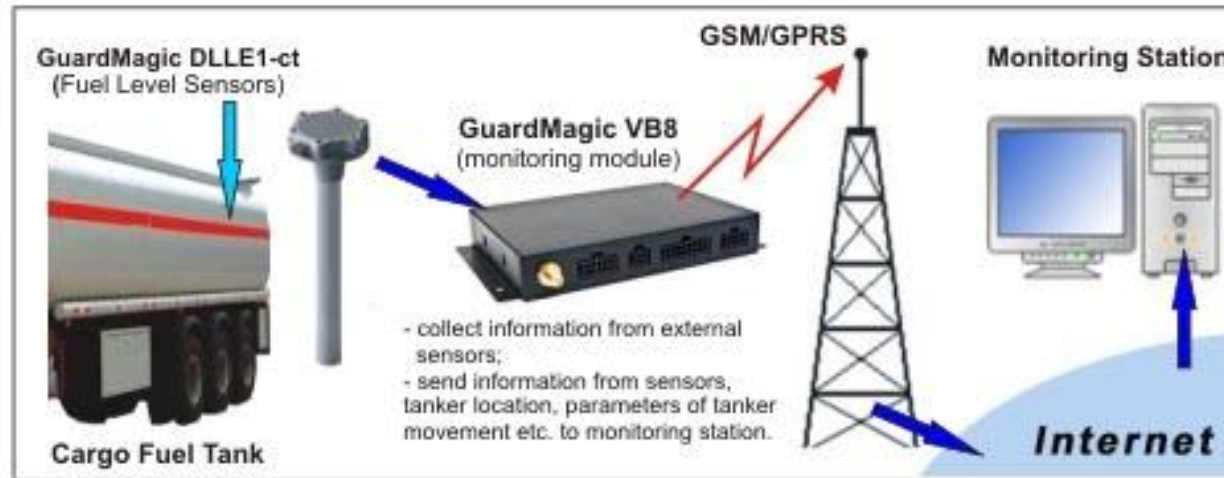 GuardMagic DLLE1-ct
(Fuel Level Sensors)
GuardMagic VB8
(monitoring module)
GSM/GPRS
Monitoring Station
- collect information from external
sensors;
- send information from sensors,
tanker location, parameters of tanker
movement etc. to monitoring station.
Cargo Fuel Tank
Internet